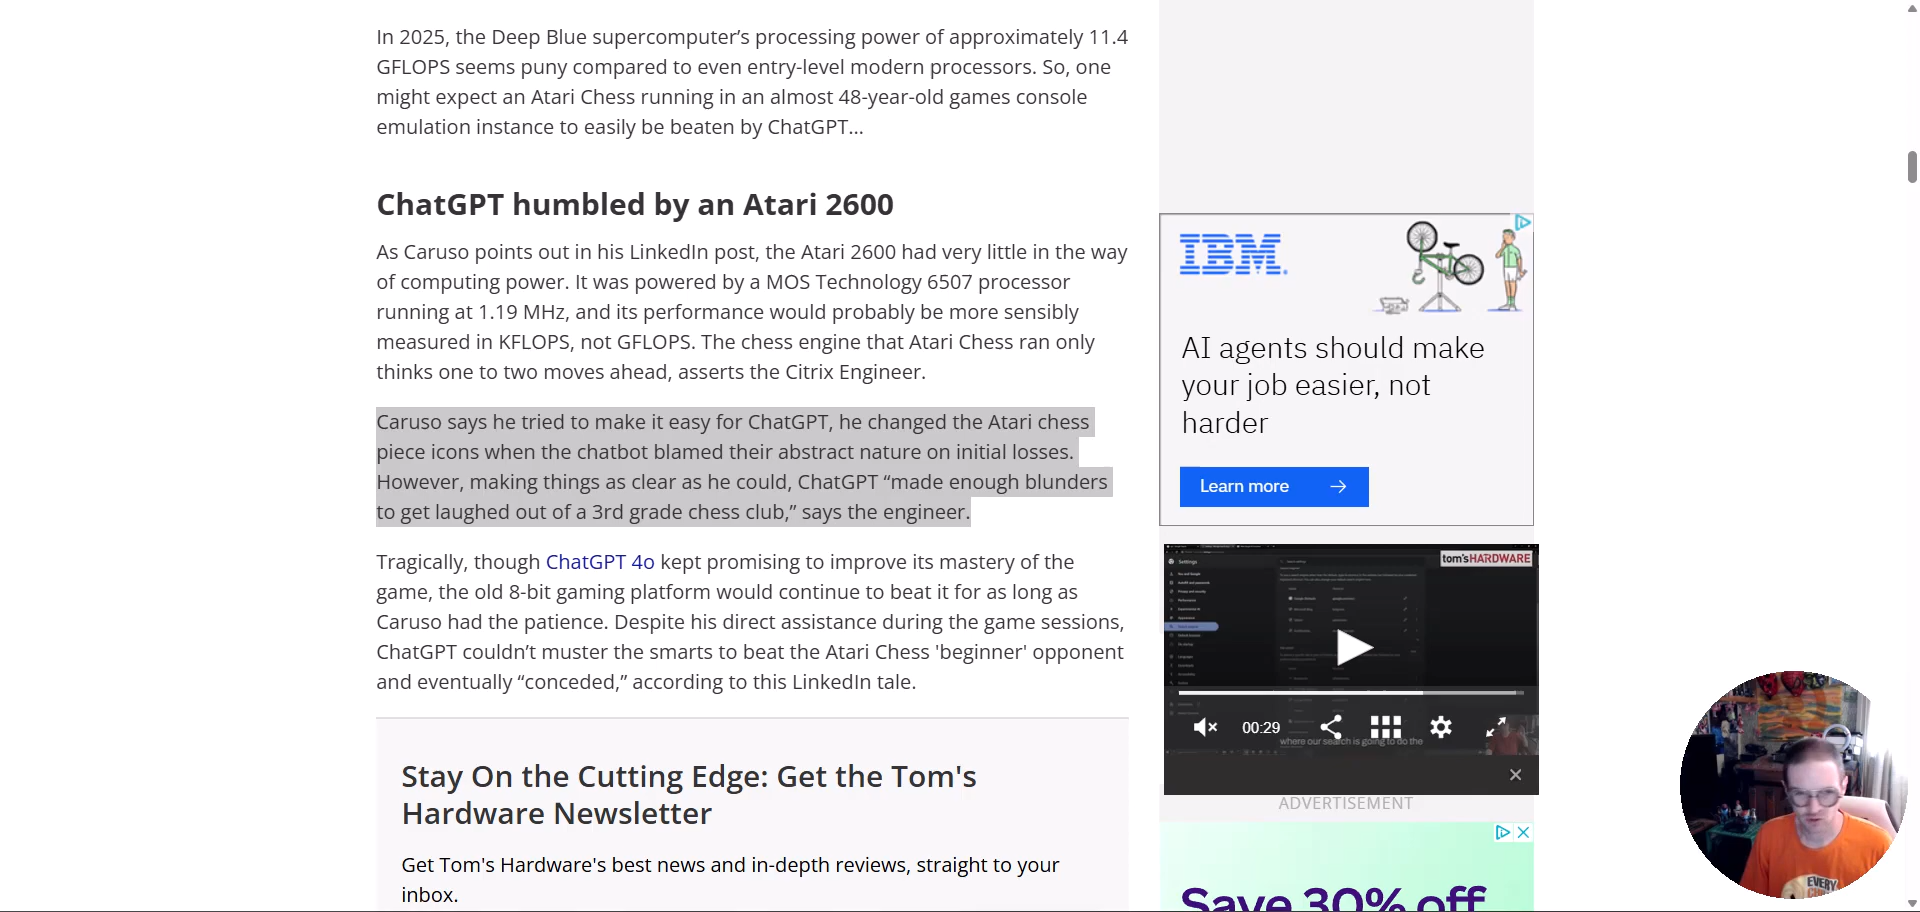 In 2025, the Deep Blue supercomputer’s processing power of approximately 11.4
GFLOPS seems puny compared to even entry-level modern processors. So, one
might expect an Atari Chess running in an almost 48-year-old games console
emulation instance to easily be beaten by ChatGPT…
ChatGPT humbled by an Atari 2600
As Caruso points out in his LinkedIn post, the Atari 2600 had very little in the way
of computing power. It was powered by a MOS Technology 6507 processor
running at 1.19 MHz, and its performance would probably be more sensibly
measured in KFLOPS, not GFLOPS. The chess engine that Atari Chess ran only
thinks one to two moves ahead, asserts the Citrix Engineer.
Caruso says he tried to make it easy for ChatGPT, he changed the Atari chess
piece icons when the chatbot blamed their abstract nature on initial losses.
However, making things as clear as he could, ChatGPT “made enough blunders
to get laughed out of a 3rd grade chess club,” says the engineer.
Tragically, though ChatGPT 4o kept promising to improve its mastery of the
game, the old 8-bit gaming platform would continue to beat it for as long as
Caruso had the patience. Despite his direct assistance during the game sessions,
ChatGPT couldn’t muster the smarts to beat the Atari Chess 'beginner' opponent
and eventually “conceded,” according to this LinkedIn tale.
Stay On the Cutting Edge: Get the Tom's
Hardware Newsletter
Get Tom's Hardware's best news and in-depth reviews, straight to your
inbox.
IBM
AI agents should make
your job easier, not
harder
Learn more
tom'sHARDWARE
Settings
00:29
where our search is going to do the
ADVERTISEMENT
Save 30% off
EVERY